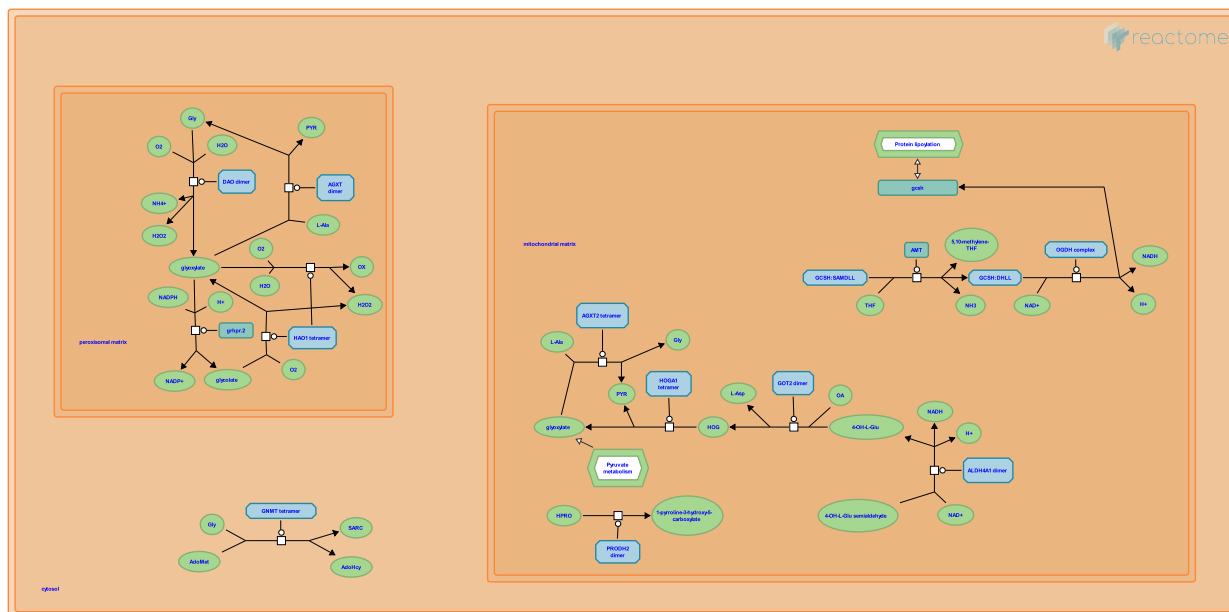 reactome
Gly
PYR
O2
H2O
DAO dimer
AGXT
dimer
NH4+
H2O2
L-Ala
O2
glyoxylate
OX
H2O
NADPH
H+
H2O2
grhpr.2
HAO1 tetramer
peroxisomal matrix
NADP+
glycolate
O2
Protein lipoylation
gcsh
mitochondrial matrix
AMT
5,10-methylene-
THF
OGDH complex
NADH
GCSH:SAMDLL
GCSH:DHLL
THF
NH3
NAD+
H+
AGXT2 tetramer
L-Ala
Gly
HOGA1
tetramer
GOT2 dimer
PYR
L-Asp
OA
NADH
glyoxylate
HOG
4-OH-L-Glu
H+
Pyruvate
metabolism
ALDH4A1 dimer
HPRO
1-pyrroline-3-hydroxy-5-
carboxylate
4-OH-L-Glu semialdehyde
NAD+
PRODH2
dimer
GNMT tetramer
Gly
SARC
AdoMet
AdoHcy
cytosol